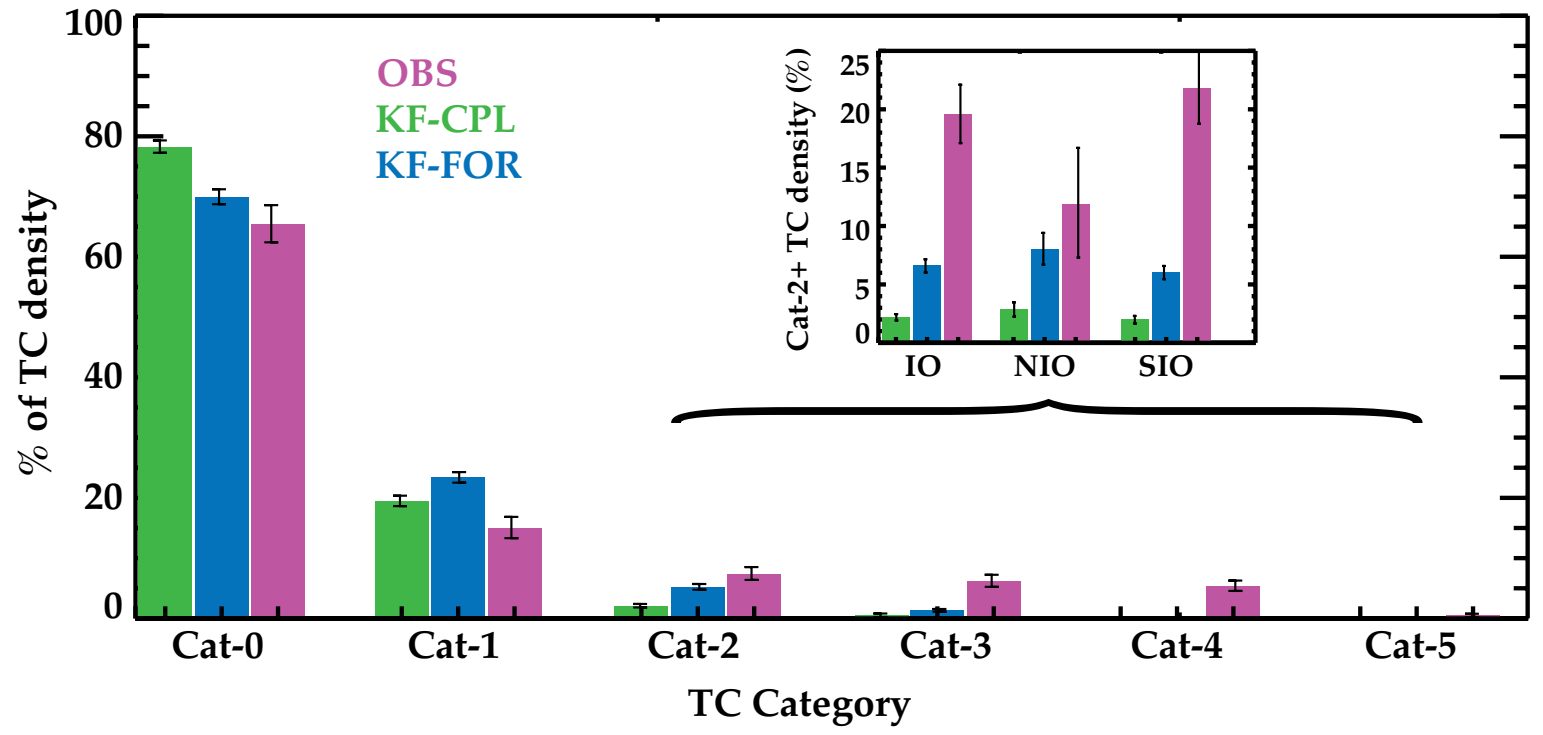 100
80
60
40
20
0
% of TC density
OBS
KF-CPL
KF-FOR
25
20
15
10
5
0
Cat-2+ TC density (%)
IO NIO SIO
Cat-0 Cat-1 Cat-2 Cat-3 Cat-4 Cat-5
TC Category